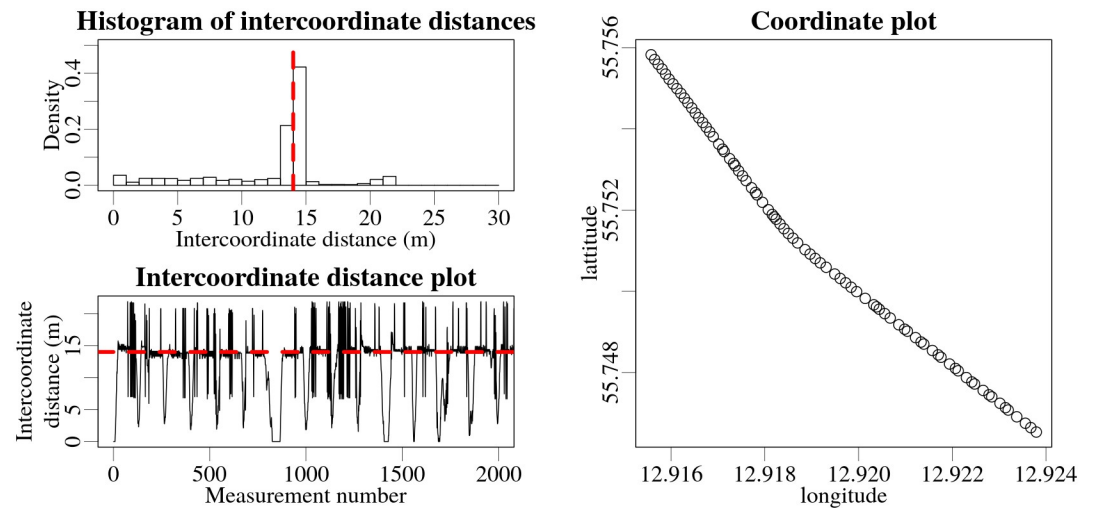 Histogram of intercoordinate distances
Density
0.0 0.2 0.4
0 5 10 15 20 25 30
Intercoordinate distance (m)
Intercoordinate distance plot
Intercoordinate
distance (m)
0 5 15
0 500 1000 1500 2000
Measurement number
Coordinate plot
lattitude
55.748 55.752 55.756
12.916 12.918 12.920 12.922 12.924
longitude